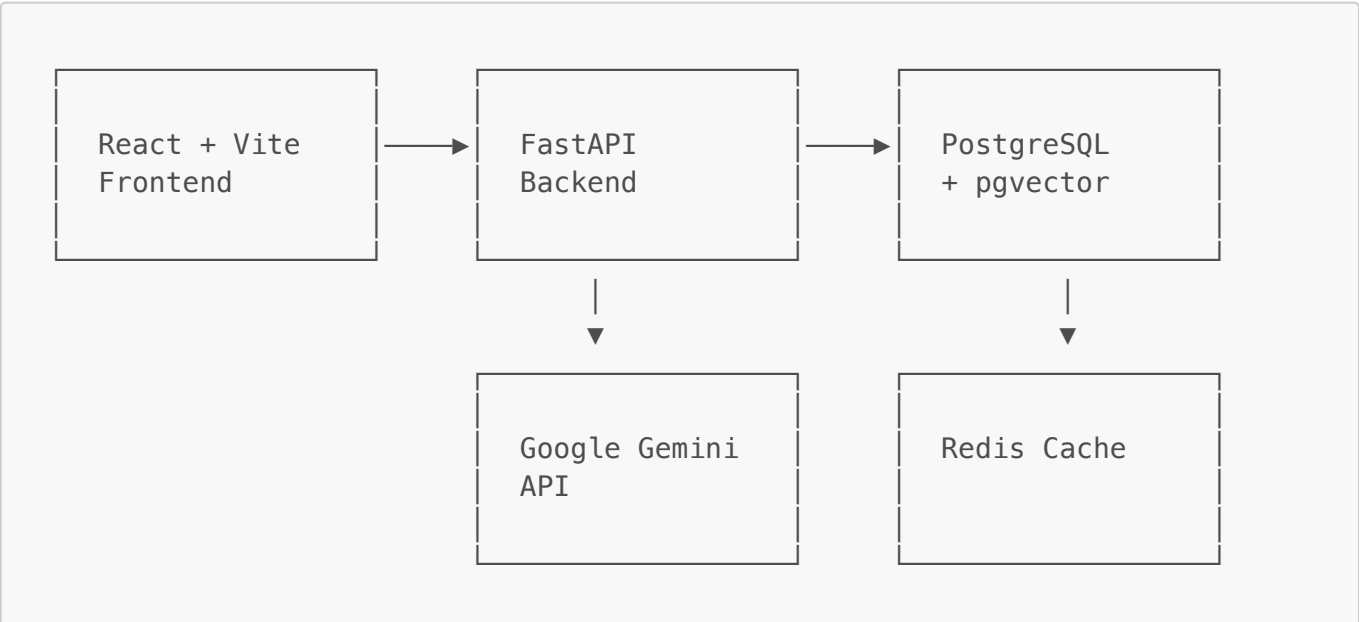 React + Vite
Frontend
FastAPI
Backend
PostgreSQL
+ pgvector
Google Gemini
API
Redis Cache